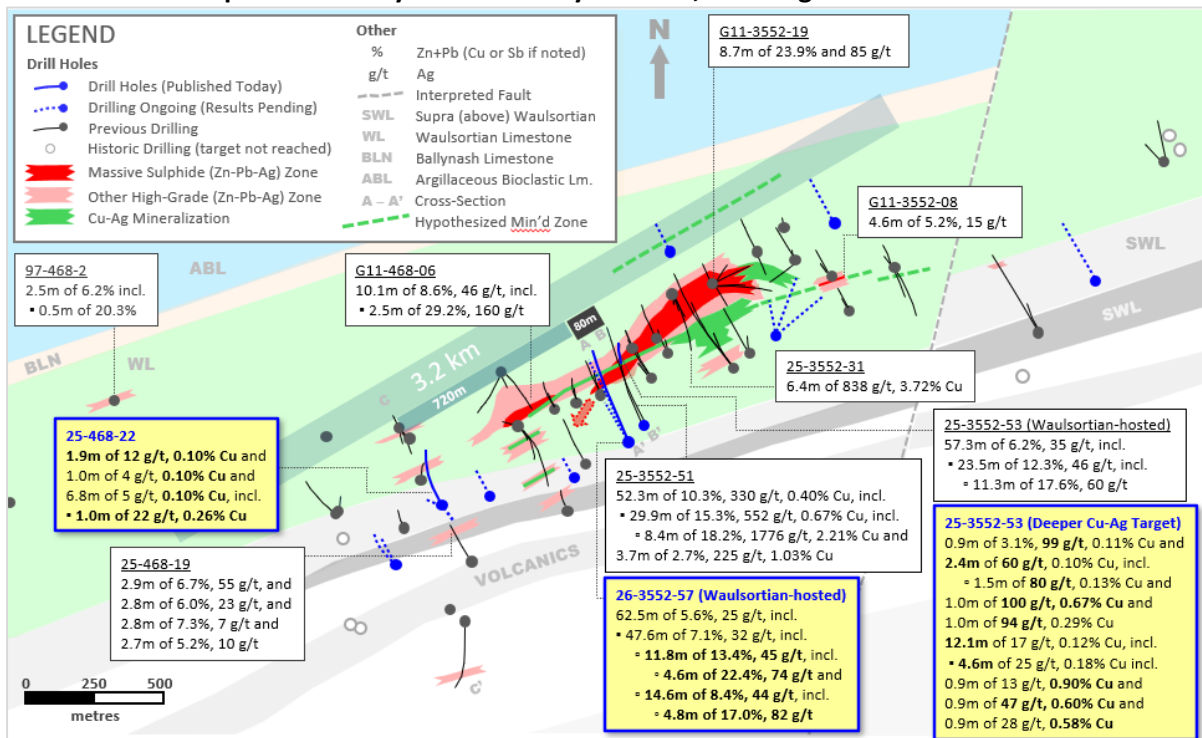 LEGEND
Drill Holes
Drill Holes (Published Today)
Drilling Ongoing (Results Pending)
Previous Drilling
Historic Drilling (target not reached)
Massive Sulphide (Zn-Pb-Ag) Zone
Other High-Grade (Zn-Pb-Ag) Zone
Cu-Ag Mineralization
Other
% Zn+Pb (Cu or Sb if noted)
g/t Ag
Interpreted Fault
SWL Supra (above) Waulsortian
WL Waulsortian Limestone
BLN Ballynash Limestone
ABL Argillaceous Bioclastic Lm.
A – A' Cross-Section
Hypothesized Min'd Zone
N
G11-3552-19
8.7m of 23.9% and 85 g/t
G11-3552-08
4.6m of 5.2%, 15 g/t
SWL
SWL
97-468-2
2.5m of 6.2% incl.
▪ 0.5m of 20.3%
ABL
G11-468-06
10.1m of 8.6%, 46 g/t, incl.
▪ 2.5m of 29.2%, 160 g/t
80m
A B
BLN
WL
3.2 km
720m
C
25-3552-31
6.4m of 838 g/t, 3.72% Cu
A' B'
25-468-22
1.9m of 12 g/t, 0.10% Cu and
1.0m of 4 g/t, 0.10% Cu and
6.8m of 5 g/t, 0.10% Cu, incl.
▪ 1.0m of 22 g/t, 0.26% Cu
25-3552-53 (Waulsortian-hosted)
57.3m of 6.2%, 35 g/t, incl.
▪ 23.5m of 12.3%, 46 g/t, incl.
▫ 11.3m of 17.6%, 60 g/t
25-3552-51
52.3m of 10.3%, 330 g/t, 0.40% Cu, incl.
▪ 29.9m of 15.3%, 552 g/t, 0.67% Cu, incl.
▫ 8.4m of 18.2%, 1776 g/t, 2.21% Cu and
3.7m of 2.7%, 225 g/t, 1.03% Cu
25-468-19
2.9m of 6.7%, 55 g/t, and
2.8m of 6.0%, 23 g/t, and
2.8m of 7.3%, 7 g/t and
2.7m of 5.2%, 10 g/t
VOLCANICS
C'
26-3552-57 (Waulsortian-hosted)
62.5m of 5.6%, 25 g/t, incl.
▪ 47.6m of 7.1%, 32 g/t, incl.
▫ 11.8m of 13.4%, 45 g/t, incl.
▫ 4.6m of 22.4%, 74 g/t and
▫ 14.6m of 8.4%, 44 g/t, incl.
▫ 4.8m of 17.0%, 82 g/t
25-3552-53 (Deeper Cu-Ag Target)
0.9m of 3.1%, 99 g/t, 0.11% Cu and
2.4m of 60 g/t, 0.10% Cu, incl.
▫ 1.5m of 80 g/t, 0.13% Cu and
1.0m of 100 g/t, 0.67% Cu and
1.0m of 94 g/t, 0.29% Cu
12.1m of 17 g/t, 0.12% Cu, incl.
▪ 4.6m of 25 g/t, 0.18% Cu incl.
0.9m of 13 g/t, 0.90% Cu and
0.9m of 47 g/t, 0.60% Cu and
0.9m of 28 g/t, 0.58% Cu
0 250 500
metres